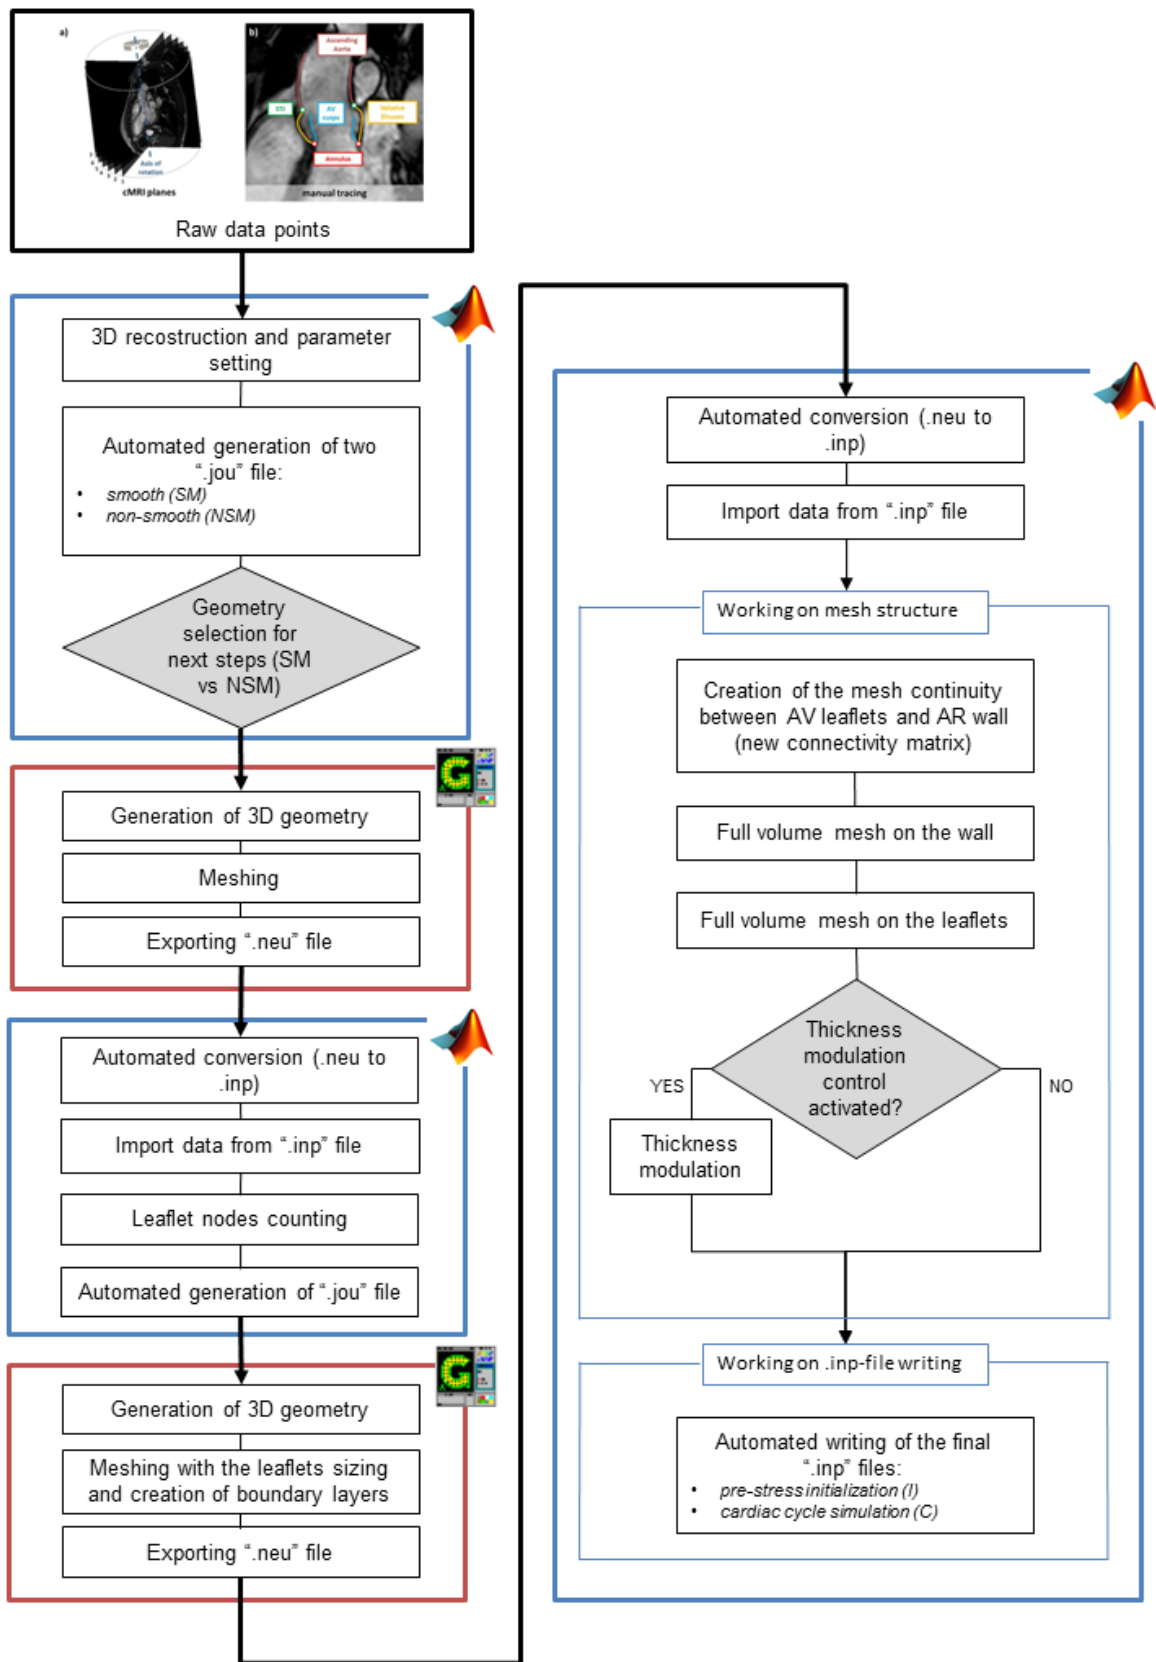 a)
Axis of
rotation
cMRI planes
b)
Ascending
Aorta
STJ
AV
cusps
Valsalva
Sinuses
Annulus
manual tracing
Raw data points
3D recostruction and parameter
setting
Automated generation of two
“.jou” file:
• smooth (SM)
• non-smooth (NSM)
Geometry
selection for
next steps (SM
vs NSM)
G
Generation of 3D geometry
Meshing
Exporting “.neu” file
Automated conversion (.neu to
.inp)
Import data from “.inp” file
Leaflet nodes counting
Automated generation of “.jou” file
G
Generation of 3D geometry
Meshing with the leaflets sizing
and creation of boundary layers
Exporting “.neu” file
Automated conversion (.neu to
.inp)
Import data from “.inp” file
Working on mesh structure
Creation of the mesh continuity
between AV leaflets and AR wall
(new connectivity matrix)
Full volume mesh on the wall
Full volume mesh on the leaflets
Thickness
modulation
control
activated?
YES
NO
Thickness
modulation
Working on .inp-file writing
Automated writing of the final
“.inp” files:
• pre-stress initialization (I)
• cardiac cycle simulation (C)